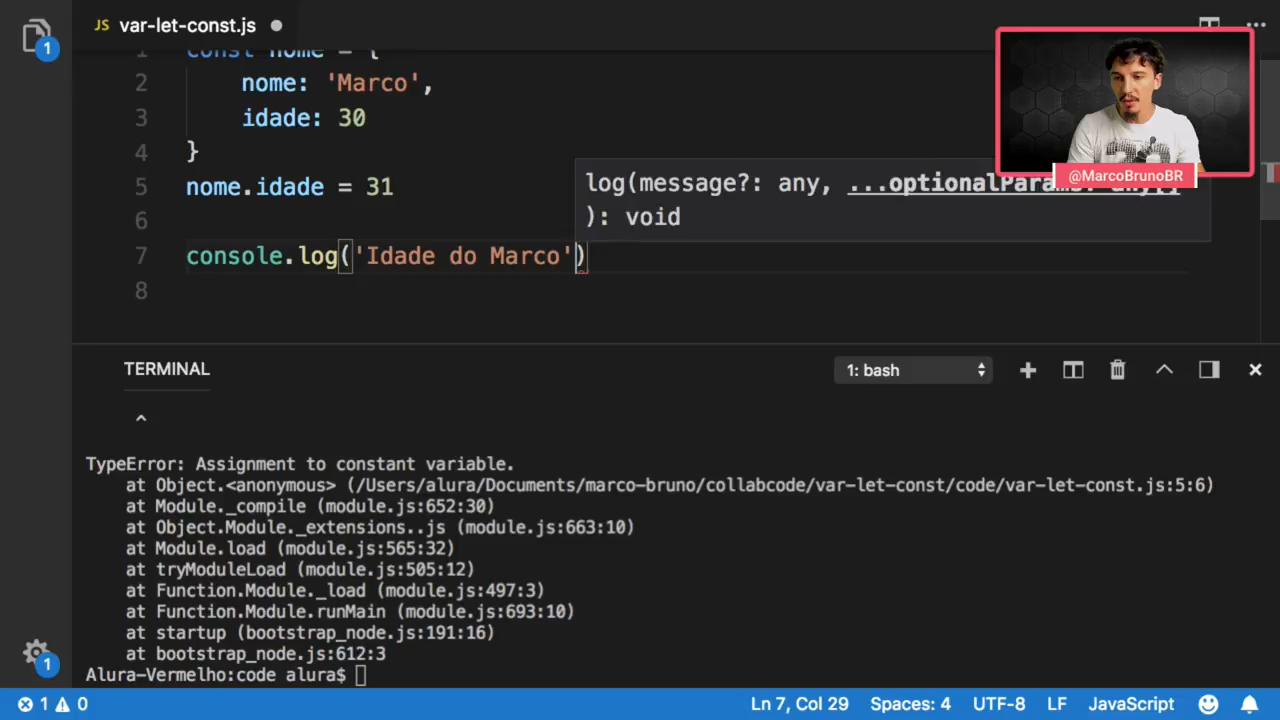 1
JS var-let-const.js
1 const nome = {
2 nome: 'Marco',
3 idade: 30
4 }
5 nome.idade = 31
6
7 console.log('Idade do Marco')
8
log(message?: any, ...optionalParams: any[]
): void
@MarcoBrunoBR
TERMINAL
1: bash
^
TypeError: Assignment to constant variable.
at Object.<anonymous> (/Users/alura/Documents/marco-bruno/collabcode/var-let-const/code/var-let-const.js:5:6)
at Module._compile (module.js:652:30)
at Object.Module._extensions..js (module.js:663:10)
at Module.load (module.js:565:32)
at tryModuleLoad (module.js:505:12)
at Function.Module._load (module.js:497:3)
at Function.Module.runMain (module.js:693:10)
at startup (bootstrap_node.js:191:16)
at bootstrap_node.js:612:3
Alura-Vermelho:code alura$
1
1 0
Ln 7, Col 29
Spaces: 4
UTF-8
LF
JavaScript